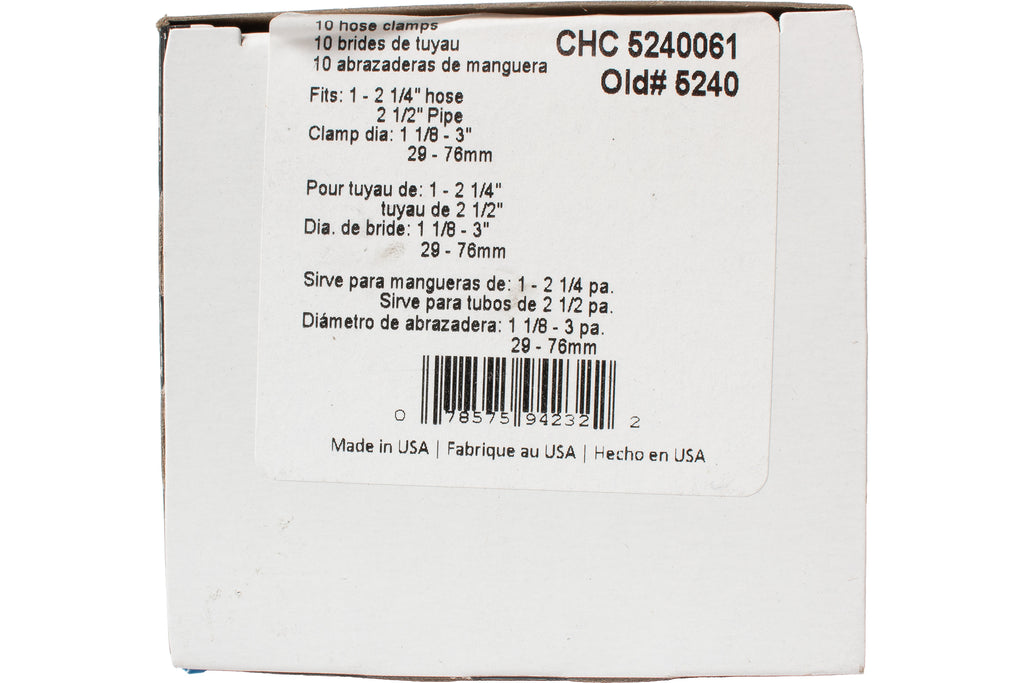 10 hose clamps
10 brides de tuyau
10 abrazaderas de manguera
CHC 5240061
Old# 5240
Fits: 1 - 2 1/4" hose
2 1/2" Pipe
Clamp dia: 1 1/8 - 3"
29 - 76mm
Pour tuyau de: 1 - 2 1/4"
tuyau de 2 1/2"
Dia. de bride: 1 1/8 - 3"
29 - 76mm
Sirve para mangueras de: 1 - 2 1/4 pa.
Sirve para tubos de 2 1/2 pa.
Diámetro de abrazadera: 1 1/8 - 3 pa.
29 - 76mm
0 78575 94232 2
Made in USA | Fabrique au USA | Hecho en USA